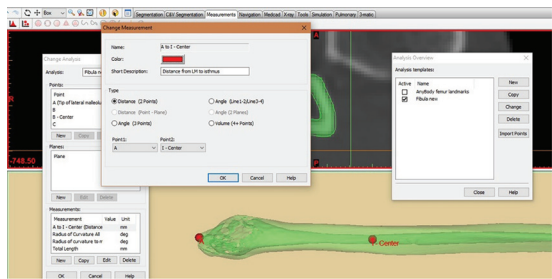 Box
Segmentation C&V Segmentation Measurements Navigation Medcad X-ray Tools Simulation Pulmonary 3-matic
Change Measurement
Name: A to I - Center
Color:
Short Description: Distance from LM to isthmus
Type
Distance (2 Points)
Angle (Line1-2/Line3-4)
Distance (Point - Plane)
Angle (2 Planes)
Angle (3 Points)
Volume (4+ Points)
Point1: Point2:
A I - Center
OK Cancel Help
Change Analysis
Analysis: Fibula n
Points:
Point
A (Top of lateral malleolu
B
B - Center
C
New Copy
Planes:
Plane
New Edit Delete
Measurements:
Measurement Value Unit
A to I - Center (Distance mm
Radius of Curvature All deg
Radius of curvature to m deg
Total Length mm
New Copy Edit Delete
OK Cancel Help
Analysis Overview
Analysis templates:
Active Name
AnyBody femur landmarks
Fibula new
New
Copy
Change
Delete
Import Points
Close Help
-748.50
Center